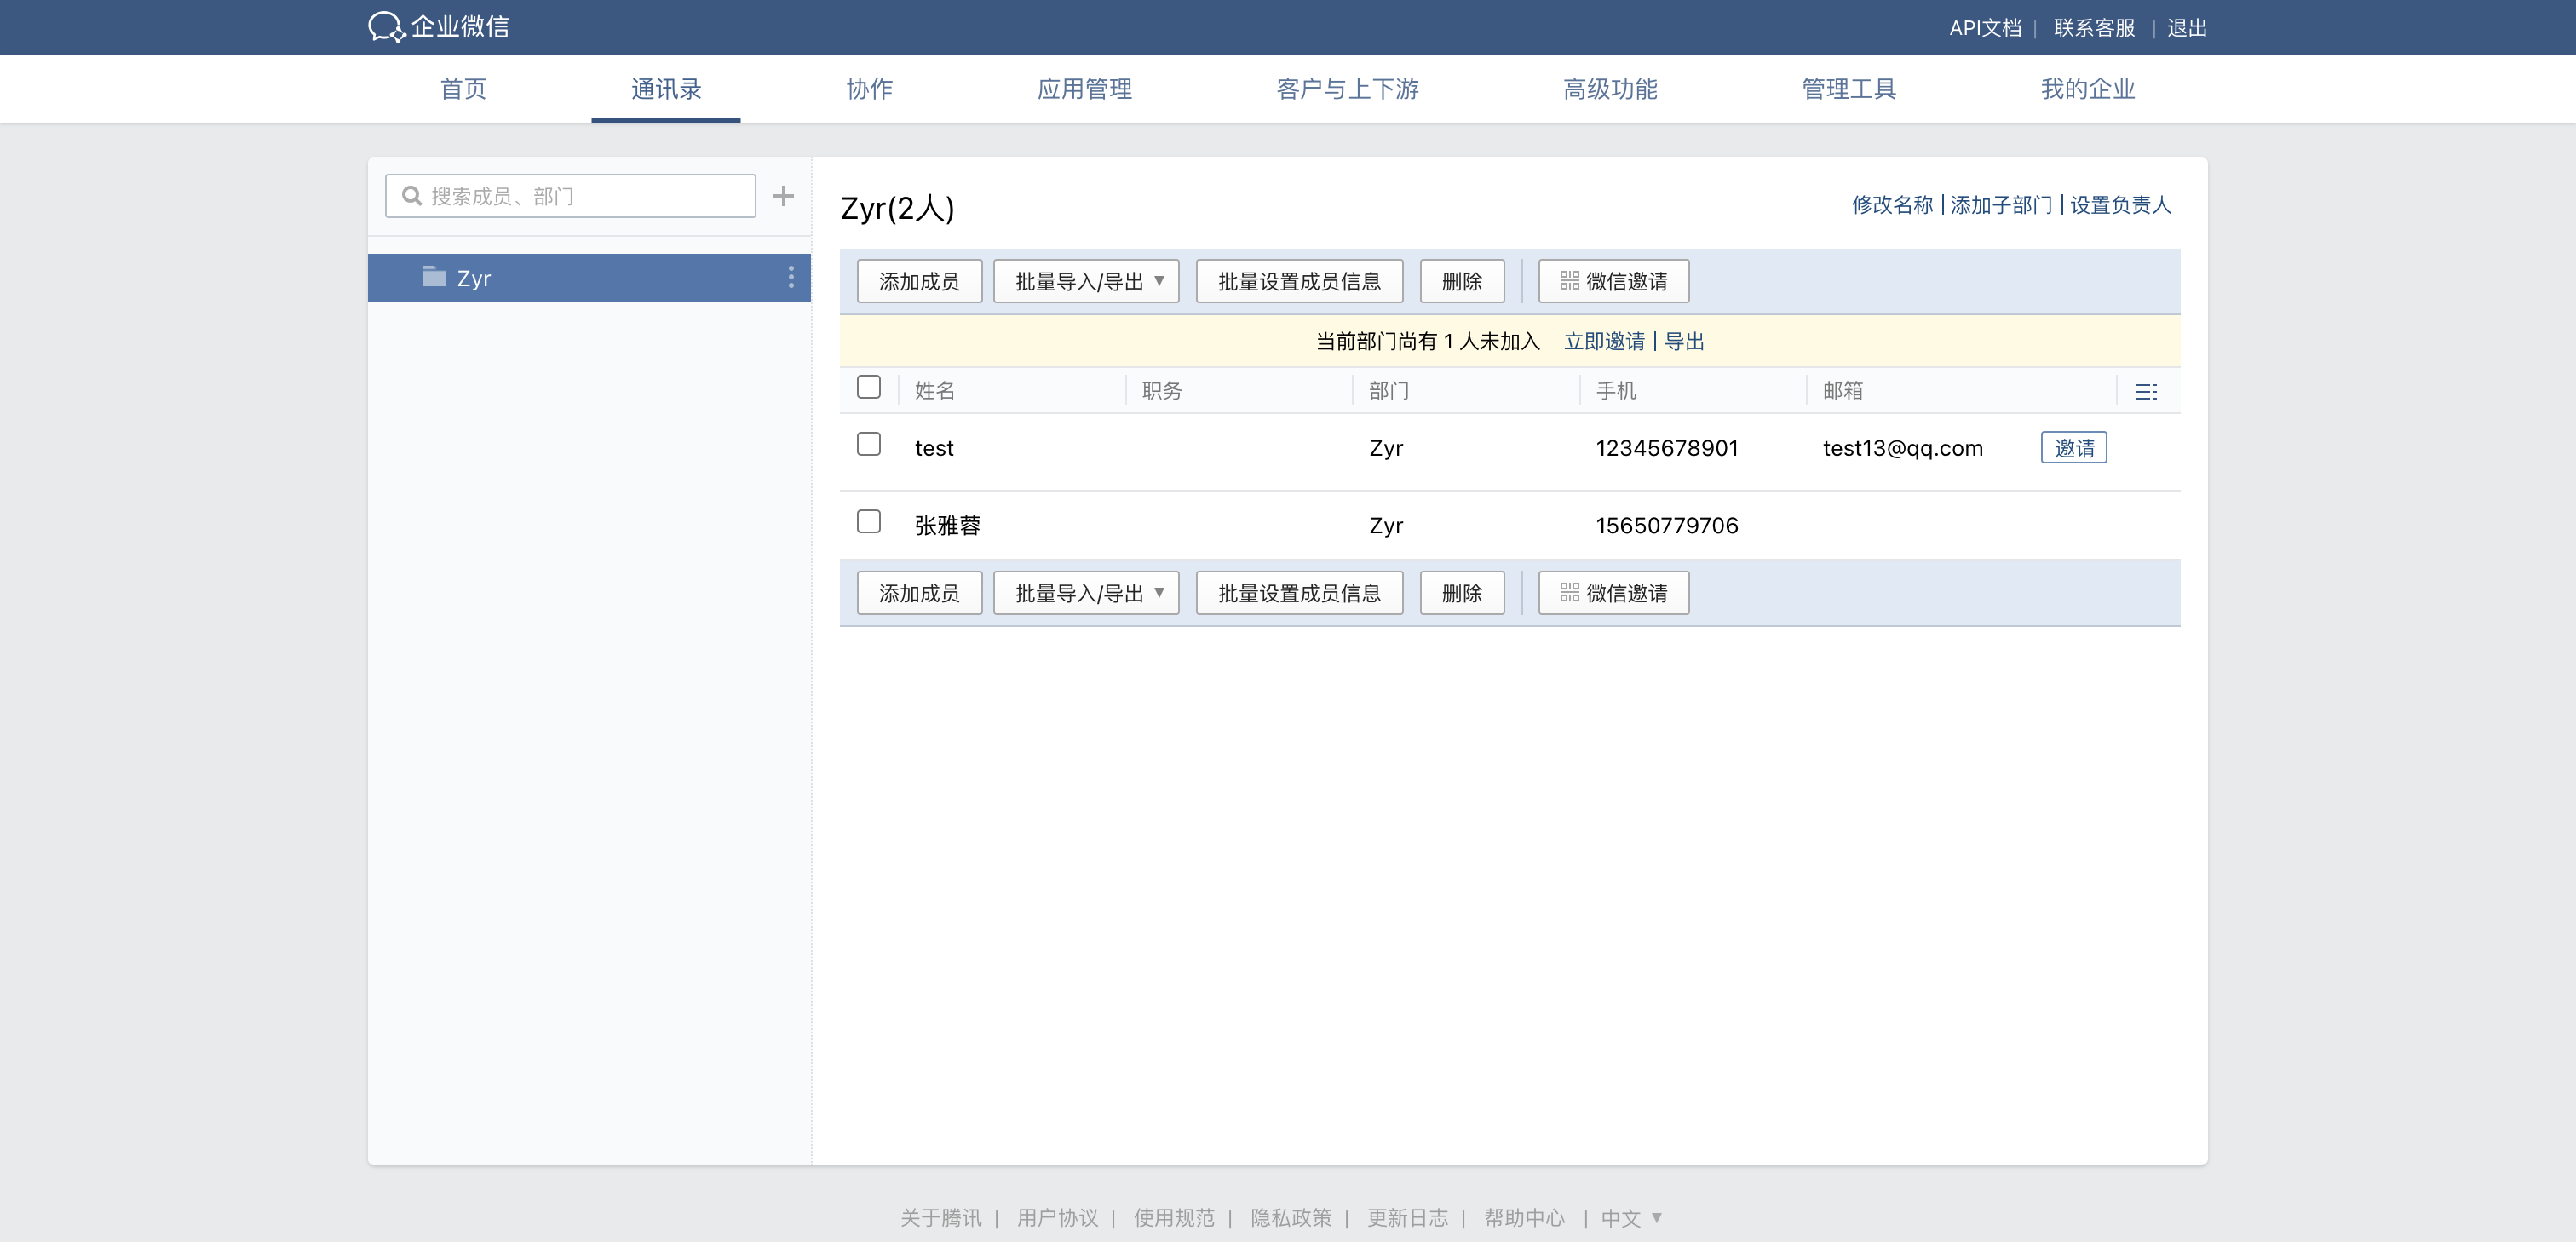 企业微信
API文档 | 联系客服 | 退出
首页 通讯录 协作 应用管理 客户与上下游 高级功能 管理工具 我的企业
搜索成员、部门
Zyr
Zyr(2人)
修改名称 | 添加子部门 | 设置负责人
添加成员 批量导入/导出 批量设置成员信息 删除 微信邀请
当前部门尚有 1 人未加入 立即邀请 | 导出
姓名 职务 部门 手机 邮箱
test Zyr 12345678901 test13@qq.com 邀请
张雅蓉 Zyr 15650779706
添加成员 批量导入/导出 批量设置成员信息 删除 微信邀请
关于腾讯 | 用户协议 | 使用规范 | 隐私政策 | 更新日志 | 帮助中心 | 中文